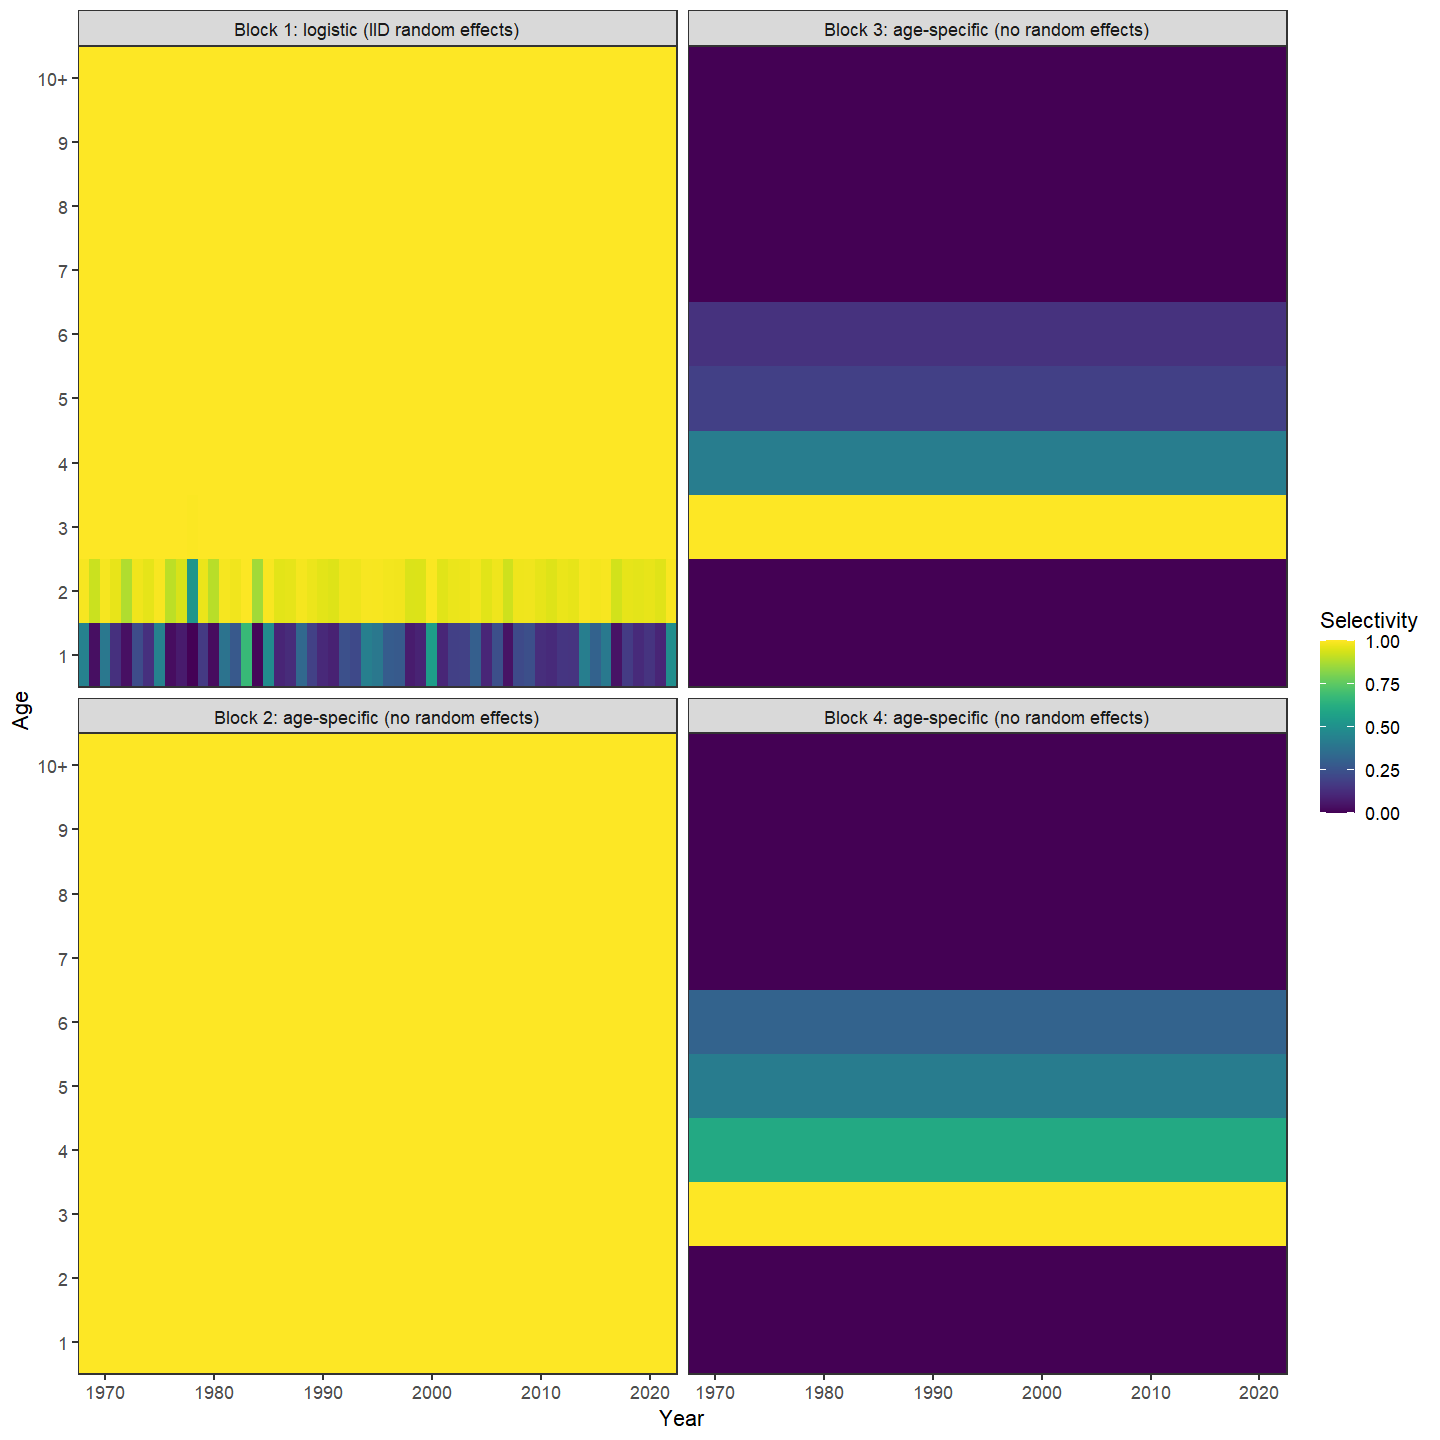 Block 1: logistic (IID random effects)
Block 3: age-specific (no random effects)
10+
9
8
7
6
5
4
3
2
1
Block 2: age-specific (no random effects)
Block 4: age-specific (no random effects)
10+
9
8
7
6
5
4
3
2
1
1970 1980 1990 2000 2010 2020
1970 1980 1990 2000 2010 2020
Age
Year
Selectivity
1.00
0.75
0.50
0.25
0.00